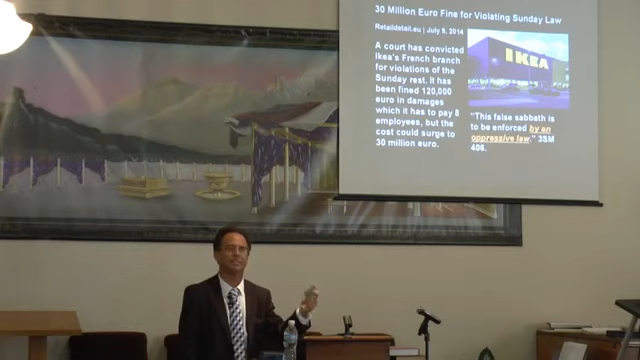 30 Million Euro Fine for Violating Sunday Law
Retaildetail.eu | July 9, 2014
A court has convicted
Ikea's French branch
for violations of the
Sunday rest. It has
been fined 120,000
euro in damages
which it has to pay 8
employees, but the
cost could surge to
30 million euro.
IKEA
"This false sabbath is
to be enforced by an
oppressive law." 3SM
406.